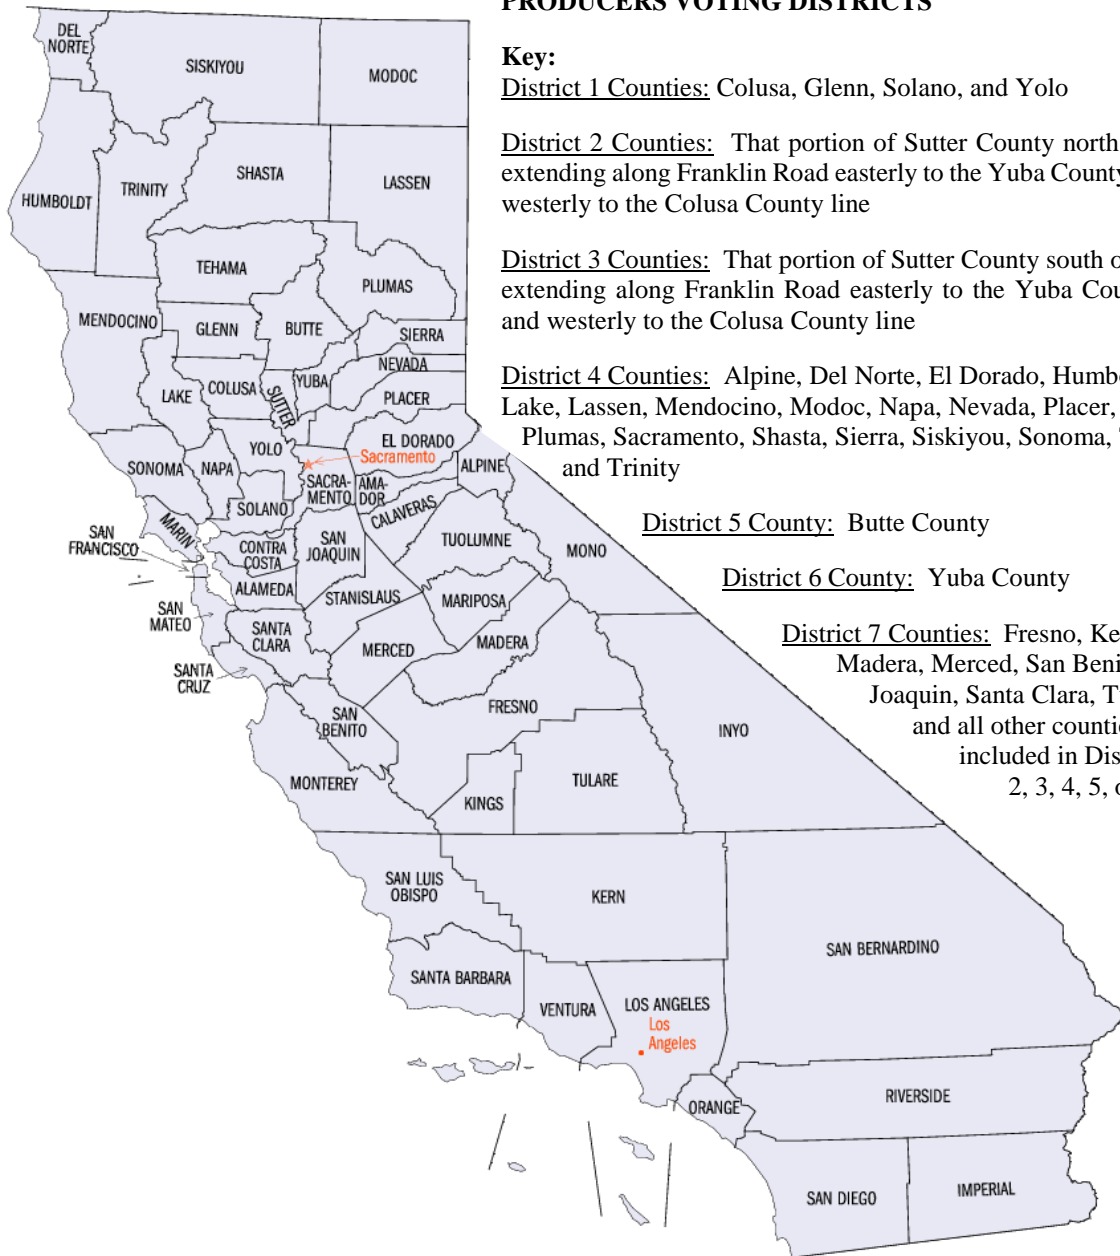 PRODUCERS VOTING DISTRICTS
Key:
District 1 Counties: Colusa, Glenn, Solano, and Yolo
District 2 Counties: That portion of Sutter County north
extending along Franklin Road easterly to the Yuba County
westerly to the Colusa County line
District 3 Counties: That portion of Sutter County south
extending along Franklin Road easterly to the Yuba
and westerly to the Colusa County line
District 4 Counties: Alpine, Del Norte, El Dorado,
Lake, Lassen, Mendocino, Modoc, Napa, Nevada, Placer,
Plumas, Sacramento, Shasta, Sierra, Siskiyou, Sonoma,
and Trinity
District 5 County: Butte County
District 6 County: Yuba County
District 7 Counties: Fresno,
Madera, Merced, San
Joaquin, Santa Clara,
and all other
included in
2, 3, 4, 5,
DEL
NORTE
SISKIYOU
MODOC
HUMBOLDT
TRINITY
SHASTA
LASSEN
TEHAMA
PLUMAS
MENDOCINO
GLENN
BUTTE
SIERRA
NEVADA
LAKE
COLUSA
SUTTER
YUBA
PLACER
YOLO
EL DORADO
Sacramento
SONOMA
NAPA
SACRA-
MENTO
AMA-
DOR
ALPINE
SOLANO
CALAVERAS
MARIN
SAN
FRANCISCO
CONTRA
COSTA
SAN
JOAQUIN
TUOLUMNE
MONO
ALAMEDA
STANISLAUS
MARIPOSA
SAN
MATEO
SANTA
CLARA
MERCED
MADERA
SANTA
CRUZ
SAN
BENITO
FRESNO
INYO
MONTEREY
KINGS
TULARE
SAN LUIS
OBISPO
KERN
SAN BERNARDINO
SANTA BARBARA
VENTURA
LOS ANGELES
Los
Angeles
ORANGE
RIVERSIDE
SAN DIEGO
IMPERIAL